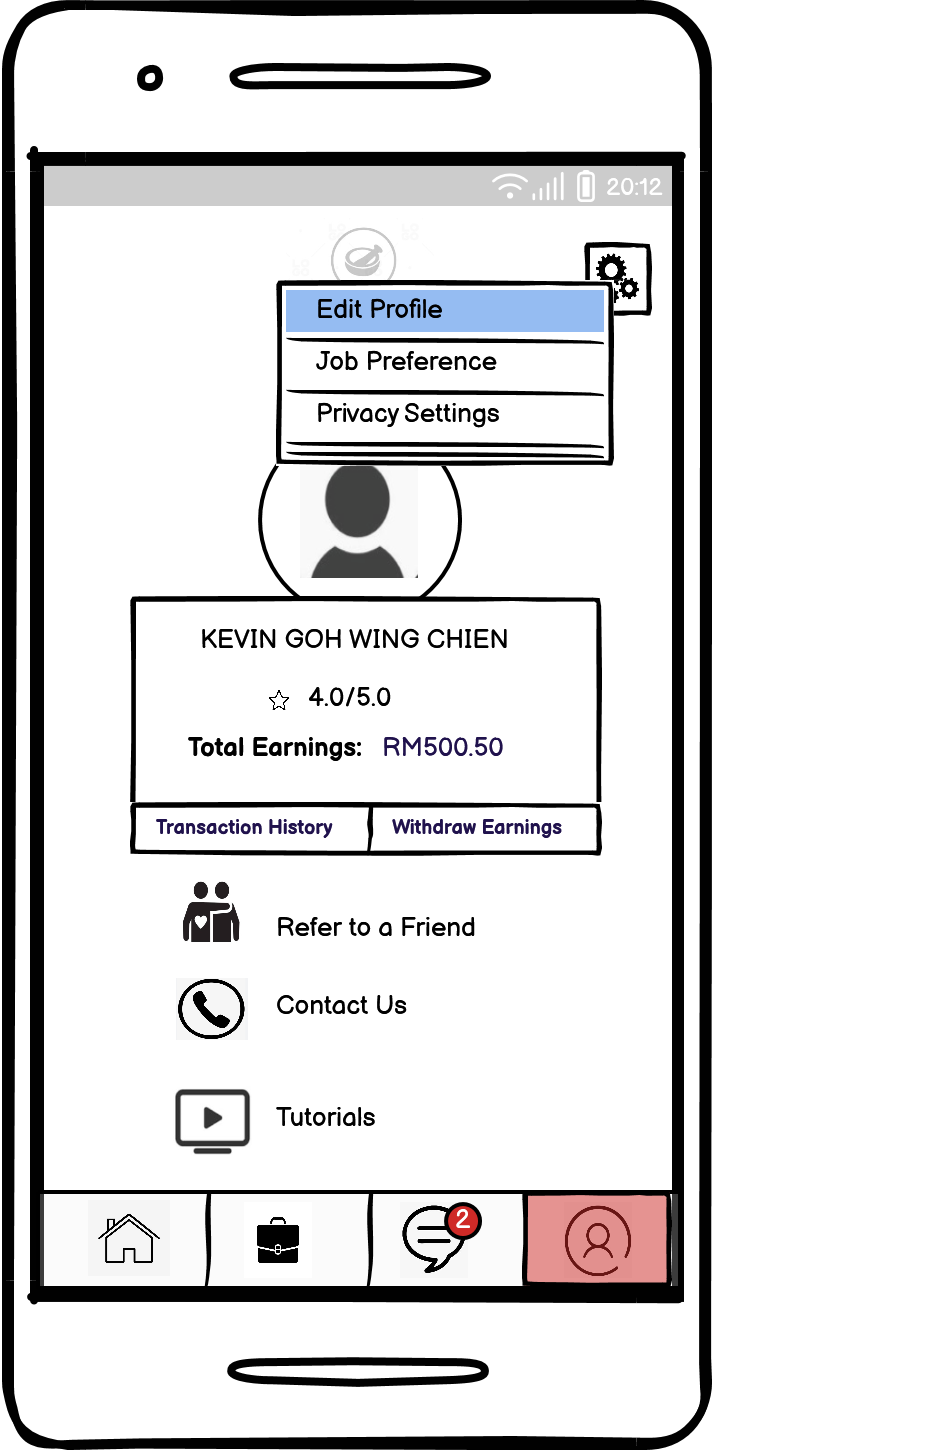 20:12
Edit Profile
Job Preference
Privacy Settings
KEVIN GOH WING CHIEN
4.0/5.0
Total Earnings: RM500.50
Transaction History Withdraw Earnings
Refer to a Friend
Contact Us
Tutorials
2